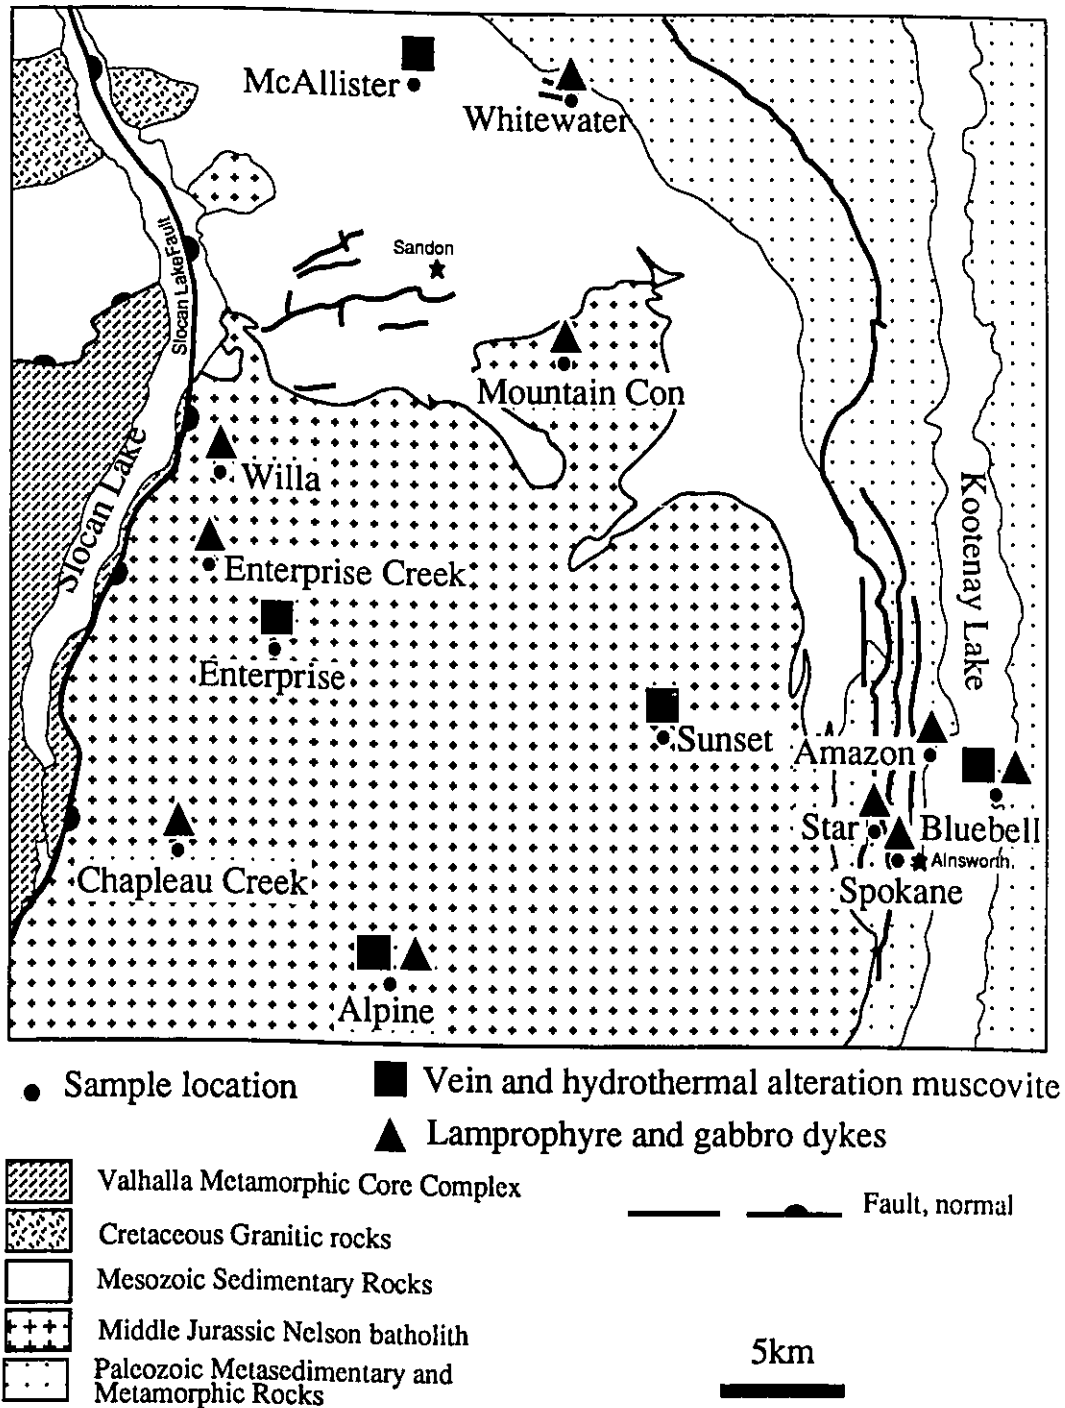 McAllister
Whitewater
Slocan Lake Fault
Sandon
Mountain Con
Slocan Lake
Willa
Kootenay Lake
Enterprise Creek
Enterprise
Sunset
Amazon
Star
Bluebell
Ainsworth
Spokane
Chapleau Creek
Alpine
Sample location
Vein and hydrothermal alteration muscovite
Lamprophyre and gabbro dykes
Valhalla Metamorphic Core Complex
Fault, normal
Cretaceous Granitic rocks
Mesozoic Sedimentary Rocks
Middle Jurassic Nelson batholith
5km
Paleozoic Metasedimentary and
Metamorphic Rocks